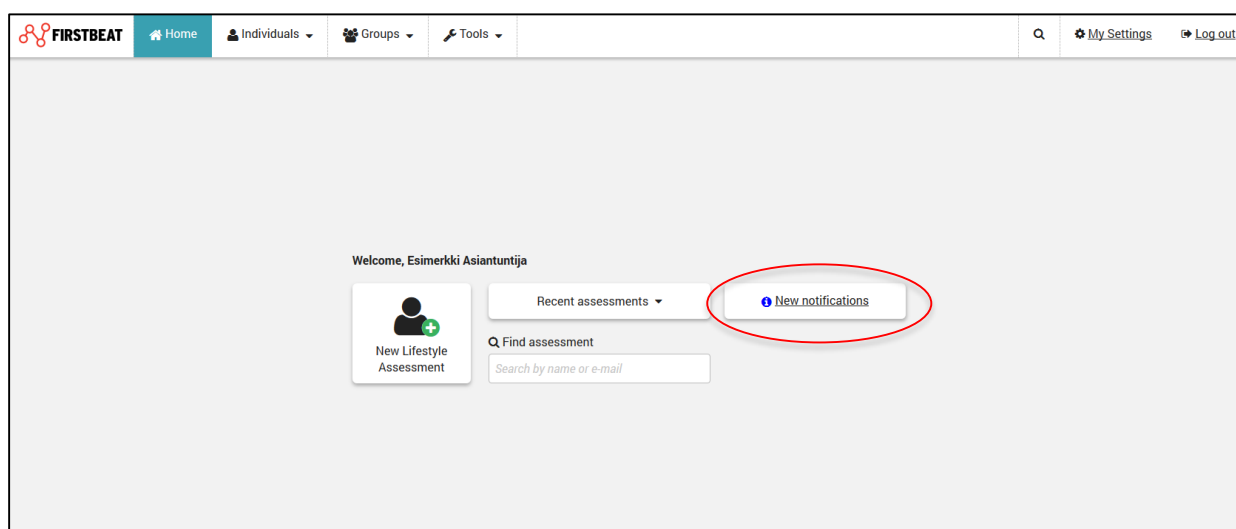 FIRSTBEAT Home Individuals Groups Tools My Settings Log out
Welcome, Esimerkki Asiantuntija
New Lifestyle
Assessment
Recent assessments
New notifications
Find assessment
Search by name or e-mail